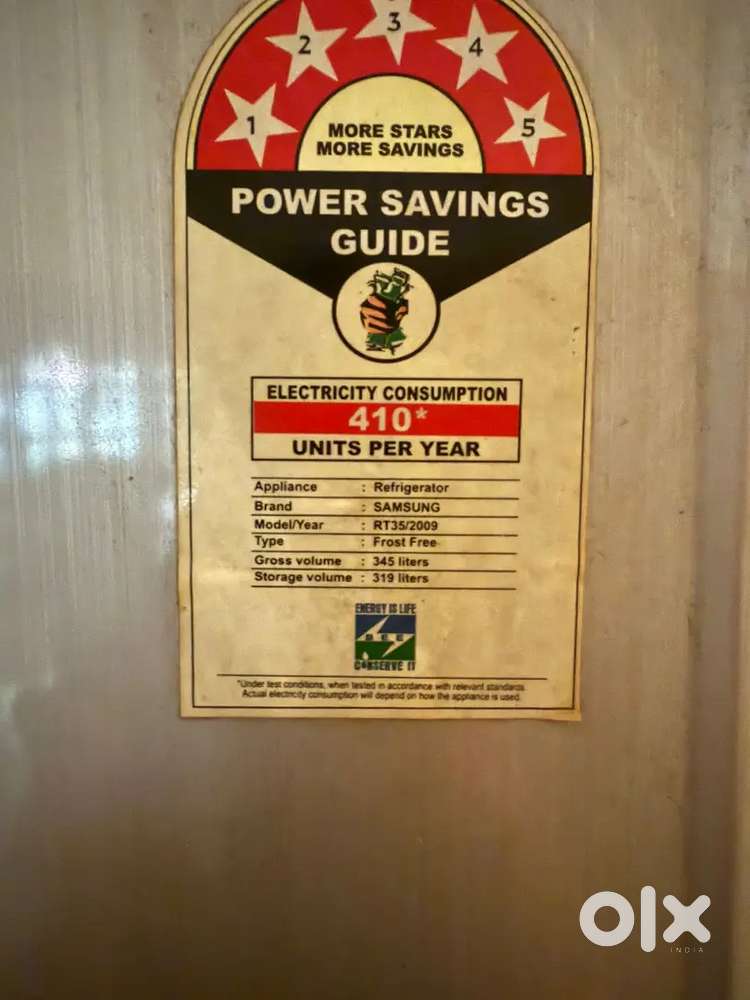 1 2 3 4 5
MORE STARS
MORE SAVINGS
POWER SAVINGS
GUIDE
ELECTRICITY CONSUMPTION
410*
UNITS PER YEAR
Appliance : Refrigerator
Brand : SAMSUNG
Model/Year : RT35/2009
Type : Frost Free
Gross volume : 345 liters
Storage volume : 319 liters
ENERGY IS LIFE
BEE
CONSERVE IT
*Under test conditions, when tested in accordance with relevant standards.
Actual electricity consumption will depend on how the appliance is used.
olx
INDIA